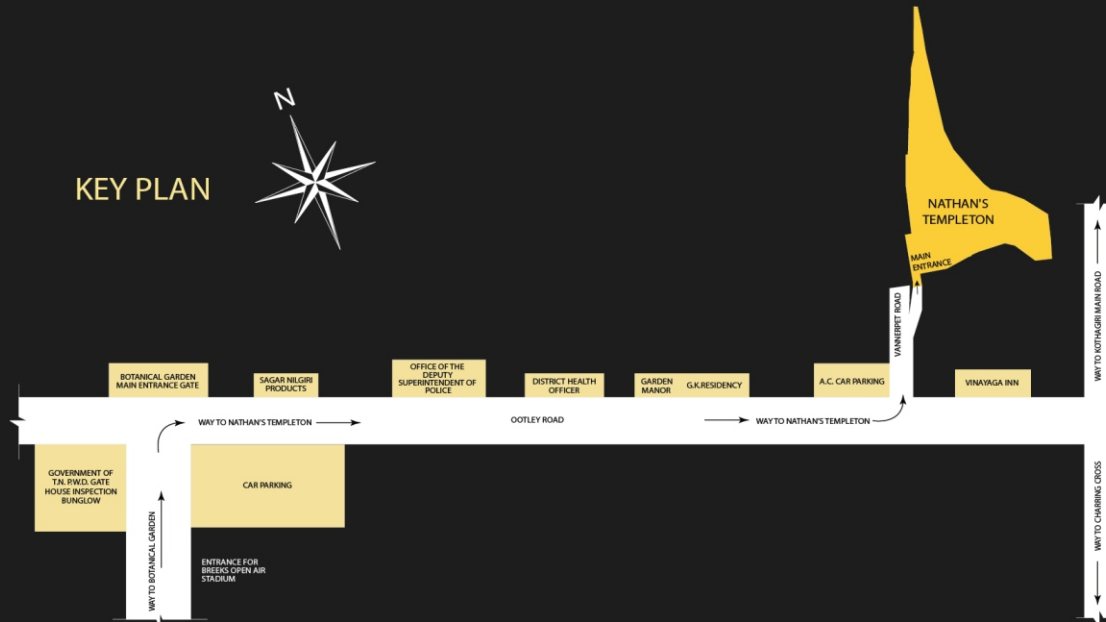 N
KEY PLAN
NATHAN'S
TEMPLETON
MAIN
ENTRANCE
VANNERPET ROAD
WAY TO KOTHAGIRI MAIN ROAD
BOTANICAL GARDEN
MAIN ENTRANCE GATE
SAGAR NILGIRI
PRODUCTS
OFFICE OF THE
DEPUTY
SUPERINTENDENT OF
POLICE
DISTRICT HEALTH
OFFICER
GARDEN
MANOR
G.K.RESIDENCY
A.C. CAR PARKING
VINAYAGA INN
WAY TO NATHAN'S TEMPLETON
OOTLEY ROAD
WAY TO NATHAN'S TEMPLETON
GOVERNMENT OF
T.N. P.W.D. GATE
HOUSE INSPECTION
BUNGLOW
CAR PARKING
WAY TO BOTANICAL GARDEN
ENTRANCE FOR
BREEKS OPEN AIR
STADIUM
WAY TO CHARRING CROSS